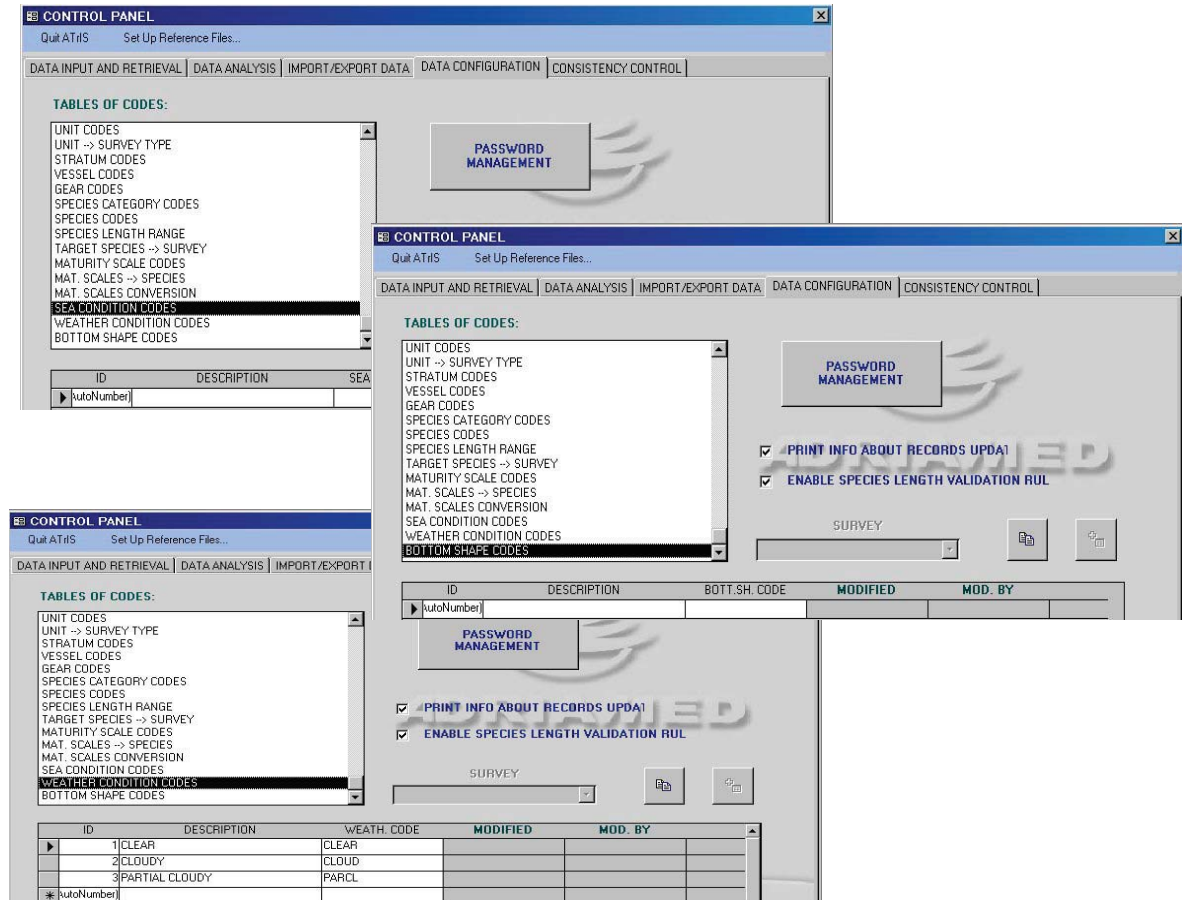 CONTROL PANEL
Quit ATrIS Set Up Reference Files...
DATA INPUT AND RETRIEVAL DATA ANALYSIS IMPORT/EXPORT DATA DATA CONFIGURATION CONSISTENCY CONTROL
TABLES OF CODES:
UNIT CODES
UNIT --> SURVEY TYPE
STRATUM CODES
VESSEL CODES
GEAR CODES
SPECIES CATEGORY CODES
SPECIES CODES
SPECIES LENGTH RANGE
TARGET SPECIES --> SURVEY
MATURITY SCALE CODES
MAT. SCALES --> SPECIES
MAT. SCALES CONVERSION
SEA CONDITION CODES
WEATHER CONDITION CODES
BOTTOM SHAPE CODES
PASSWORD
MANAGEMENT
ID DESCRIPTION SEA
AutoNumber)
CONTROL PANEL
Quit ATrIS Set Up Reference Files...
DATA INPUT AND RETRIEVAL DATA ANALYSIS IMPORT/EXPORT DATA DATA CONFIGURATION CONSISTENCY CONTROL
TABLES OF CODES:
UNIT CODES
UNIT --> SURVEY TYPE
STRATUM CODES
VESSEL CODES
GEAR CODES
SPECIES CATEGORY CODES
SPECIES CODES
SPECIES LENGTH RANGE
TARGET SPECIES --> SURVEY
MATURITY SCALE CODES
MAT. SCALES --> SPECIES
MAT. SCALES CONVERSION
SEA CONDITION CODES
WEATHER CONDITION CODES
BOTTOM SHAPE CODES
PASSWORD
MANAGEMENT
ADRIAMED
PRINT INFO ABOUT RECORDS UPDAT
ENABLE SPECIES LENGTH VALIDATION RUL
SURVEY
ID DESCRIPTION BOTT.SH. CODE MODIFIED MOD. BY
AutoNumber)
CONTROL PANEL
Quit ATrIS Set Up Reference Files...
DATA INPUT AND RETRIEVAL DATA ANALYSIS IMPORT/EXPORT
TABLES OF CODES:
UNIT CODES
UNIT --> SURVEY TYPE
STRATUM CODES
VESSEL CODES
GEAR CODES
SPECIES CATEGORY CODES
SPECIES CODES
SPECIES LENGTH RANGE
TARGET SPECIES --> SURVEY
MATURITY SCALE CODES
MAT. SCALES --> SPECIES
MAT. SCALES CONVERSION
SEA CONDITION CODES
WEATHER CONDITION CODES
BOTTOM SHAPE CODES
PASSWORD
MANAGEMENT
ADRIAMED
PRINT INFO ABOUT RECORDS UPDAT
ENABLE SPECIES LENGTH VALIDATION RUL
SURVEY
ID DESCRIPTION WEATH. CODE MODIFIED MOD. BY
1 CLEAR CLEAR
2 CLOUDY CLOUD
3 PARTIAL CLOUDY PARCL
AutoNumber)